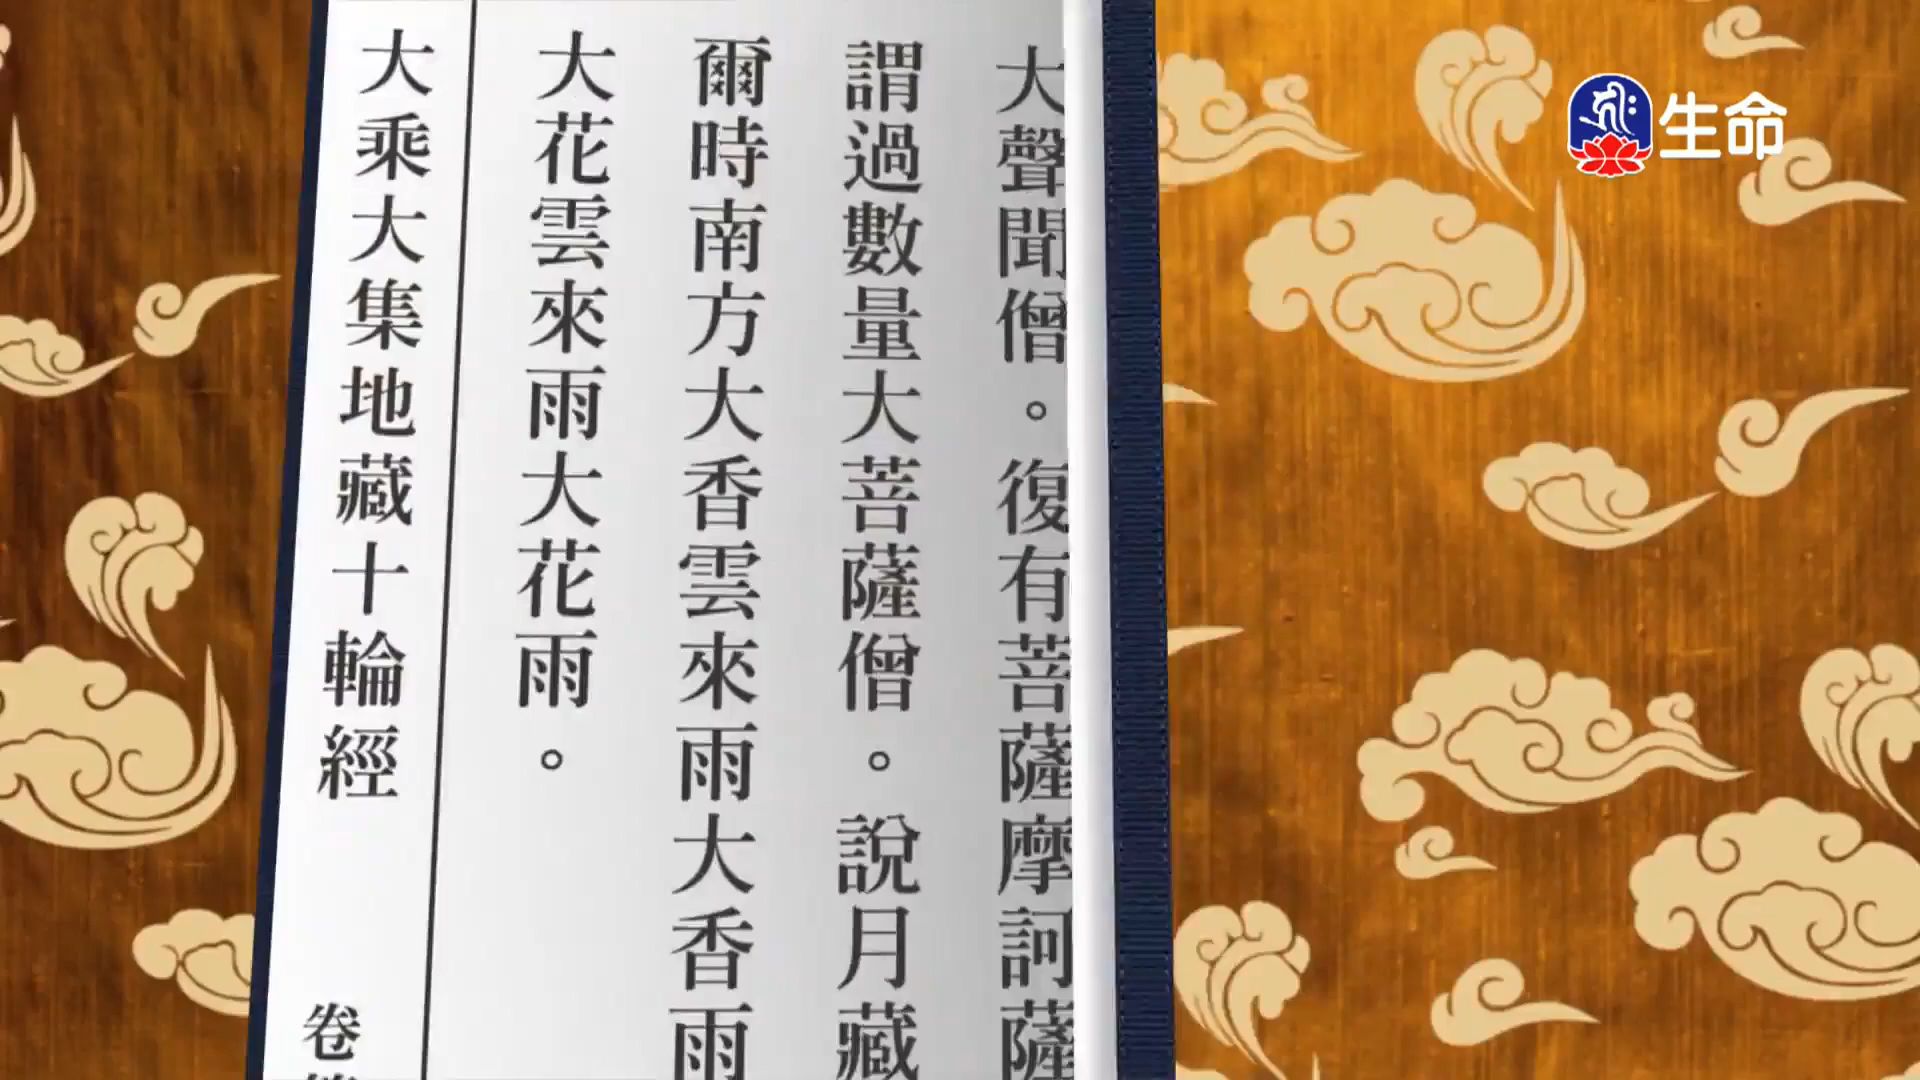 大聲聞僧。復有菩薩摩訶薩
謂過數量大菩薩僧。說月藏
爾時南方大香雲來雨大香雨
大花雲來雨大花雨。
大乘大集地藏十輪經 卷
生命